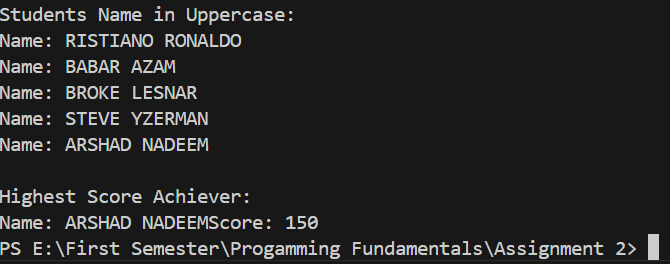 Students Name in Uppercase:
Name: RISTIANO RONALDO
Name: BABAR AZAM
Name: BROKE LESNAR
Name: STEVE YZERMAN
Name: ARSHAD NADEEM
Highest Score Achiever:
Name: ARSHAD NADEEMScore: 150
PS E:\First Semester\Progamming Fundamentals\Assignment 2>